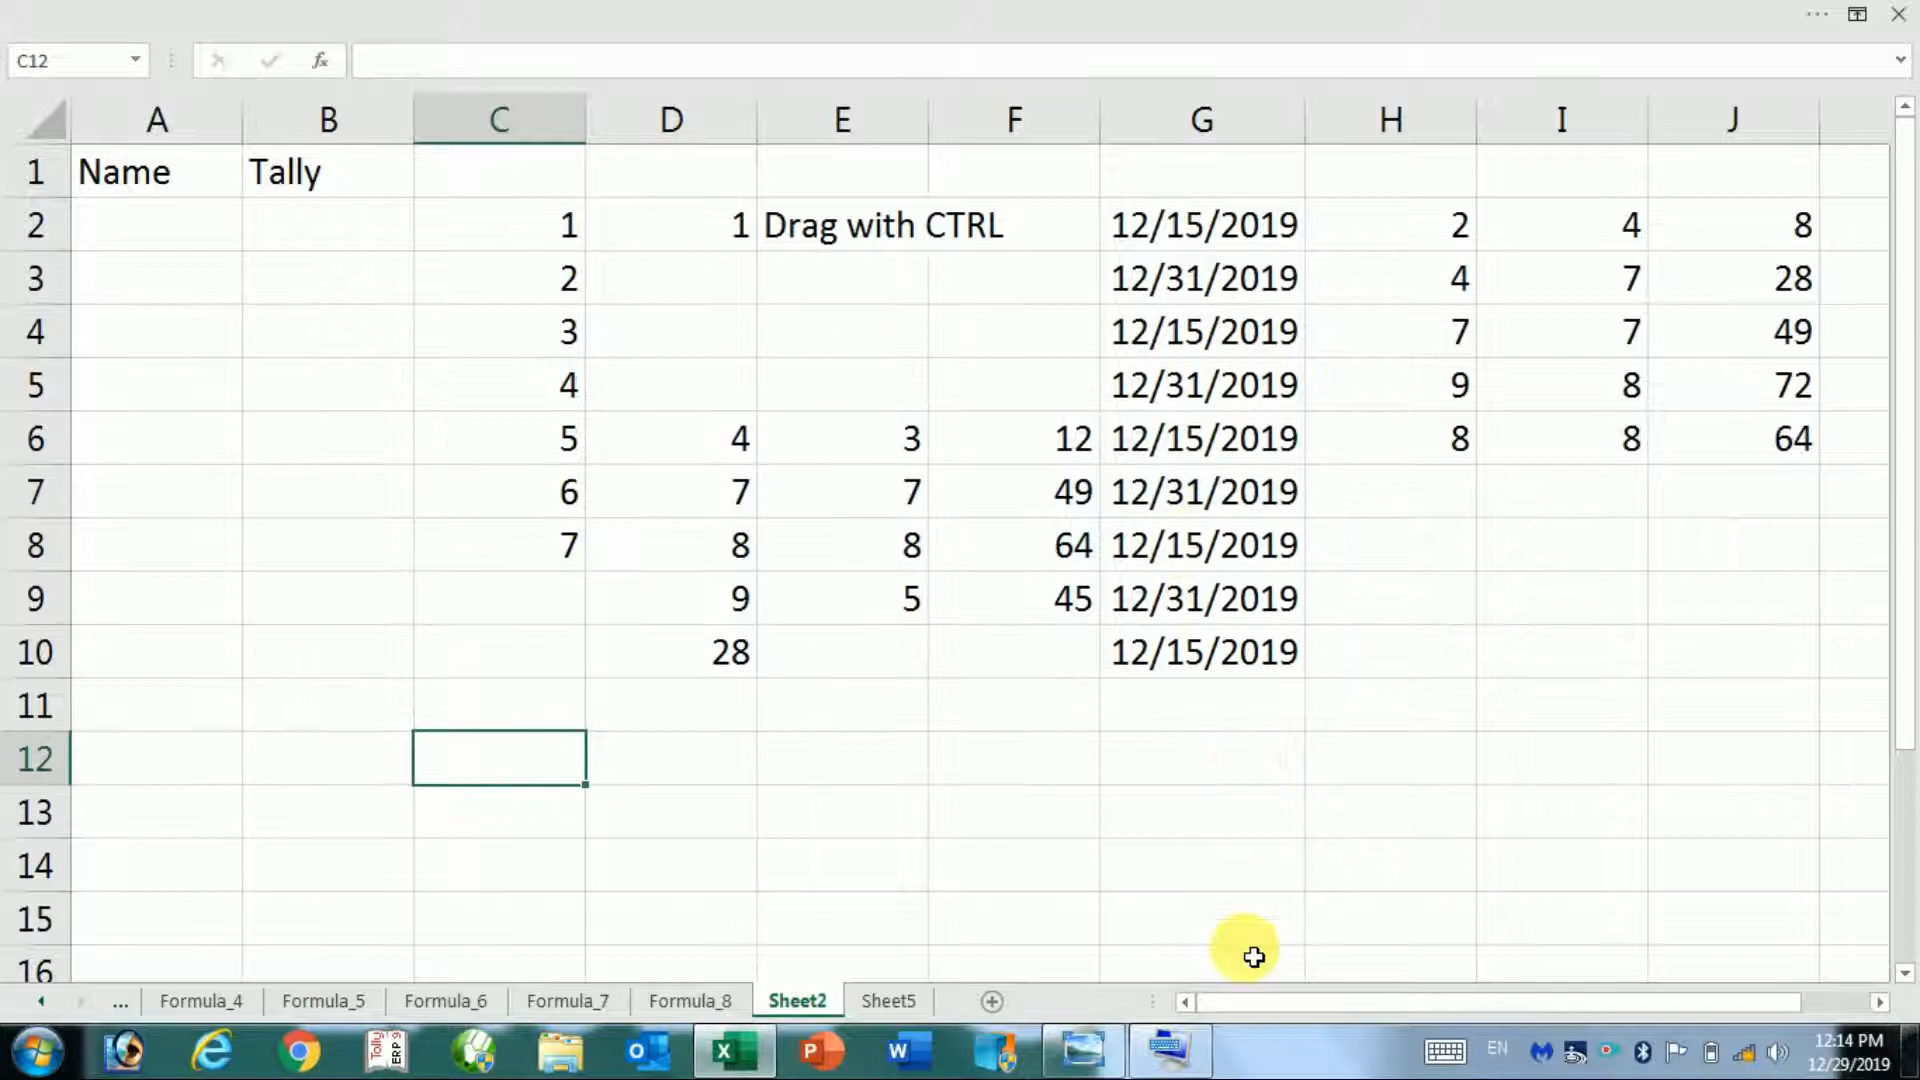 C12 fx
A B C D E F G H I J
1 Name Tally
2 1 1 Drag with CTRL 12/15/2019 2 4 8
3 2 12/31/2019 4 7 28
4 3 12/15/2019 7 7 49
5 4 12/31/2019 9 8 72
6 5 4 3 12 12/15/2019 8 8 64
7 6 7 7 49 12/31/2019
8 7 8 8 64 12/15/2019
9 9 5 45 12/31/2019
10 28 12/15/2019
11
12
13
14
15
16
... Formula_4 Formula_5 Formula_6 Formula_7 Formula_8 Sheet2 Sheet5
Tally ERP 9 EN 12:14 PM
12/29/2019